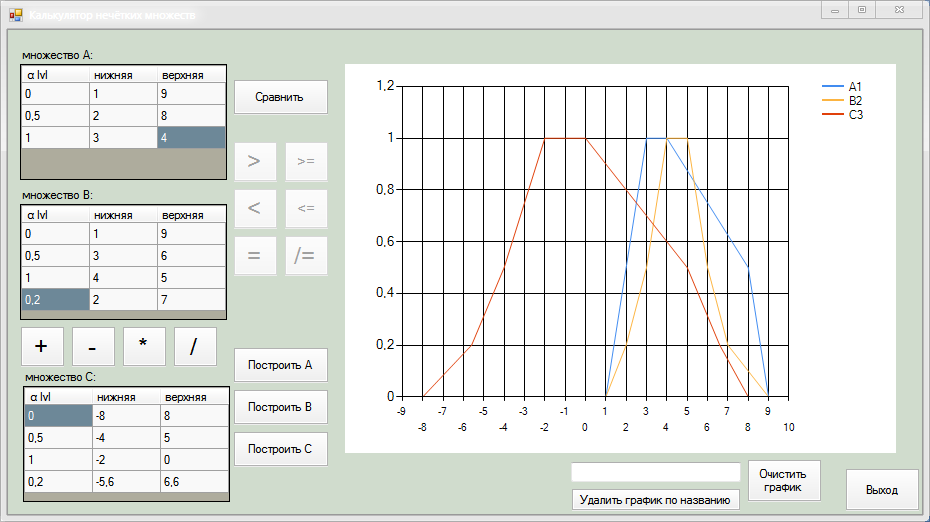 Калькулятор нечётких множеств
множество A:
α lvl нижняя верхняя
0 1 9
0,5 2 8
1 3 4
множество B:
α lvl нижняя верхняя
0 1 9
0,5 3 6
1 4 5
0,2 2 7
+ - * /
множество C:
α lvl нижняя верхняя
0 -8 8
0,5 -4 5
1 -2 0
0,2 -5,6 6,6
Сравнить
> >=
< <=
= /=
Построить A
Построить B
Построить C
1,2
1
0,8
0,6
0,4
0,2
0
-9 -7 -5 -3 -1 1 3 5 7 9
-8 -6 -4 -2 0 2 4 6 8 10
A1
B2
C3
Удалить график по названию
Очистить
график
Выход